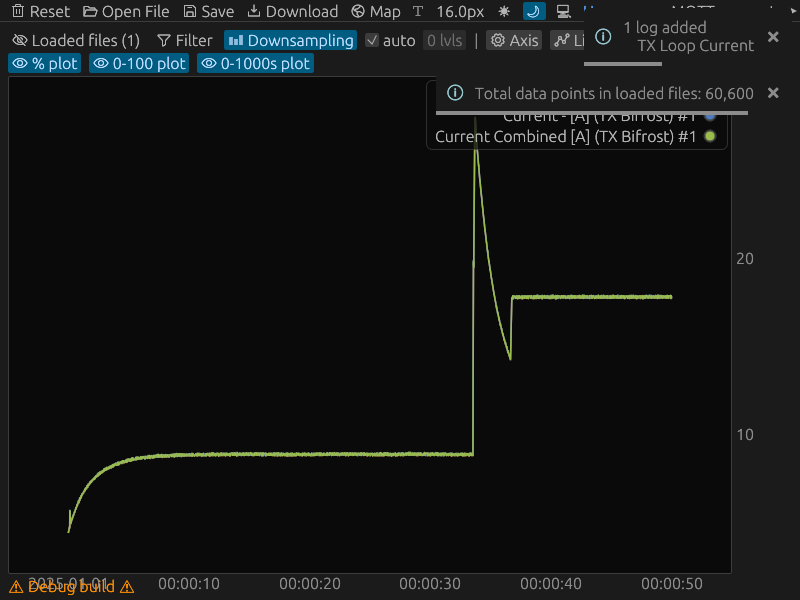 Reset Open File Save Download Map T 16.0px
1 log added
TX Loop Current
Loaded files (1) Filter Downsampling auto 0 lvls | Axis Li
% plot 0-100 plot 0-1000s plot
Total data points in loaded files: 60,600
Current - [A] (TX Bifrost) #1
Current Combined [A] (TX Bifrost) #1
20
10
2025-01-01 00:00:10 00:00:20 00:00:30 00:00:40 00:00:50
⚠ Debug build ⚠